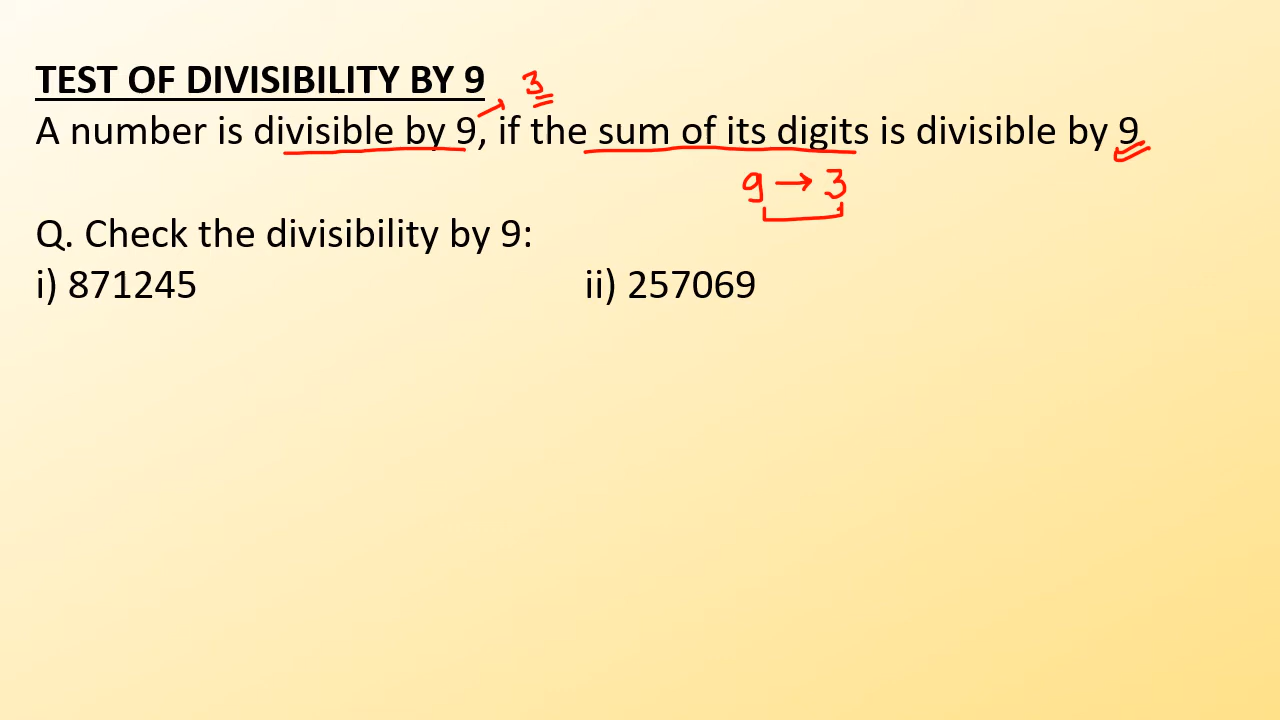 TEST OF DIVISIBILITY BY 9
3
A number is divisible by 9, if the sum of its digits is divisible by 9
9 → 3
Q. Check the divisibility by 9:
i) 871245 ii) 257069